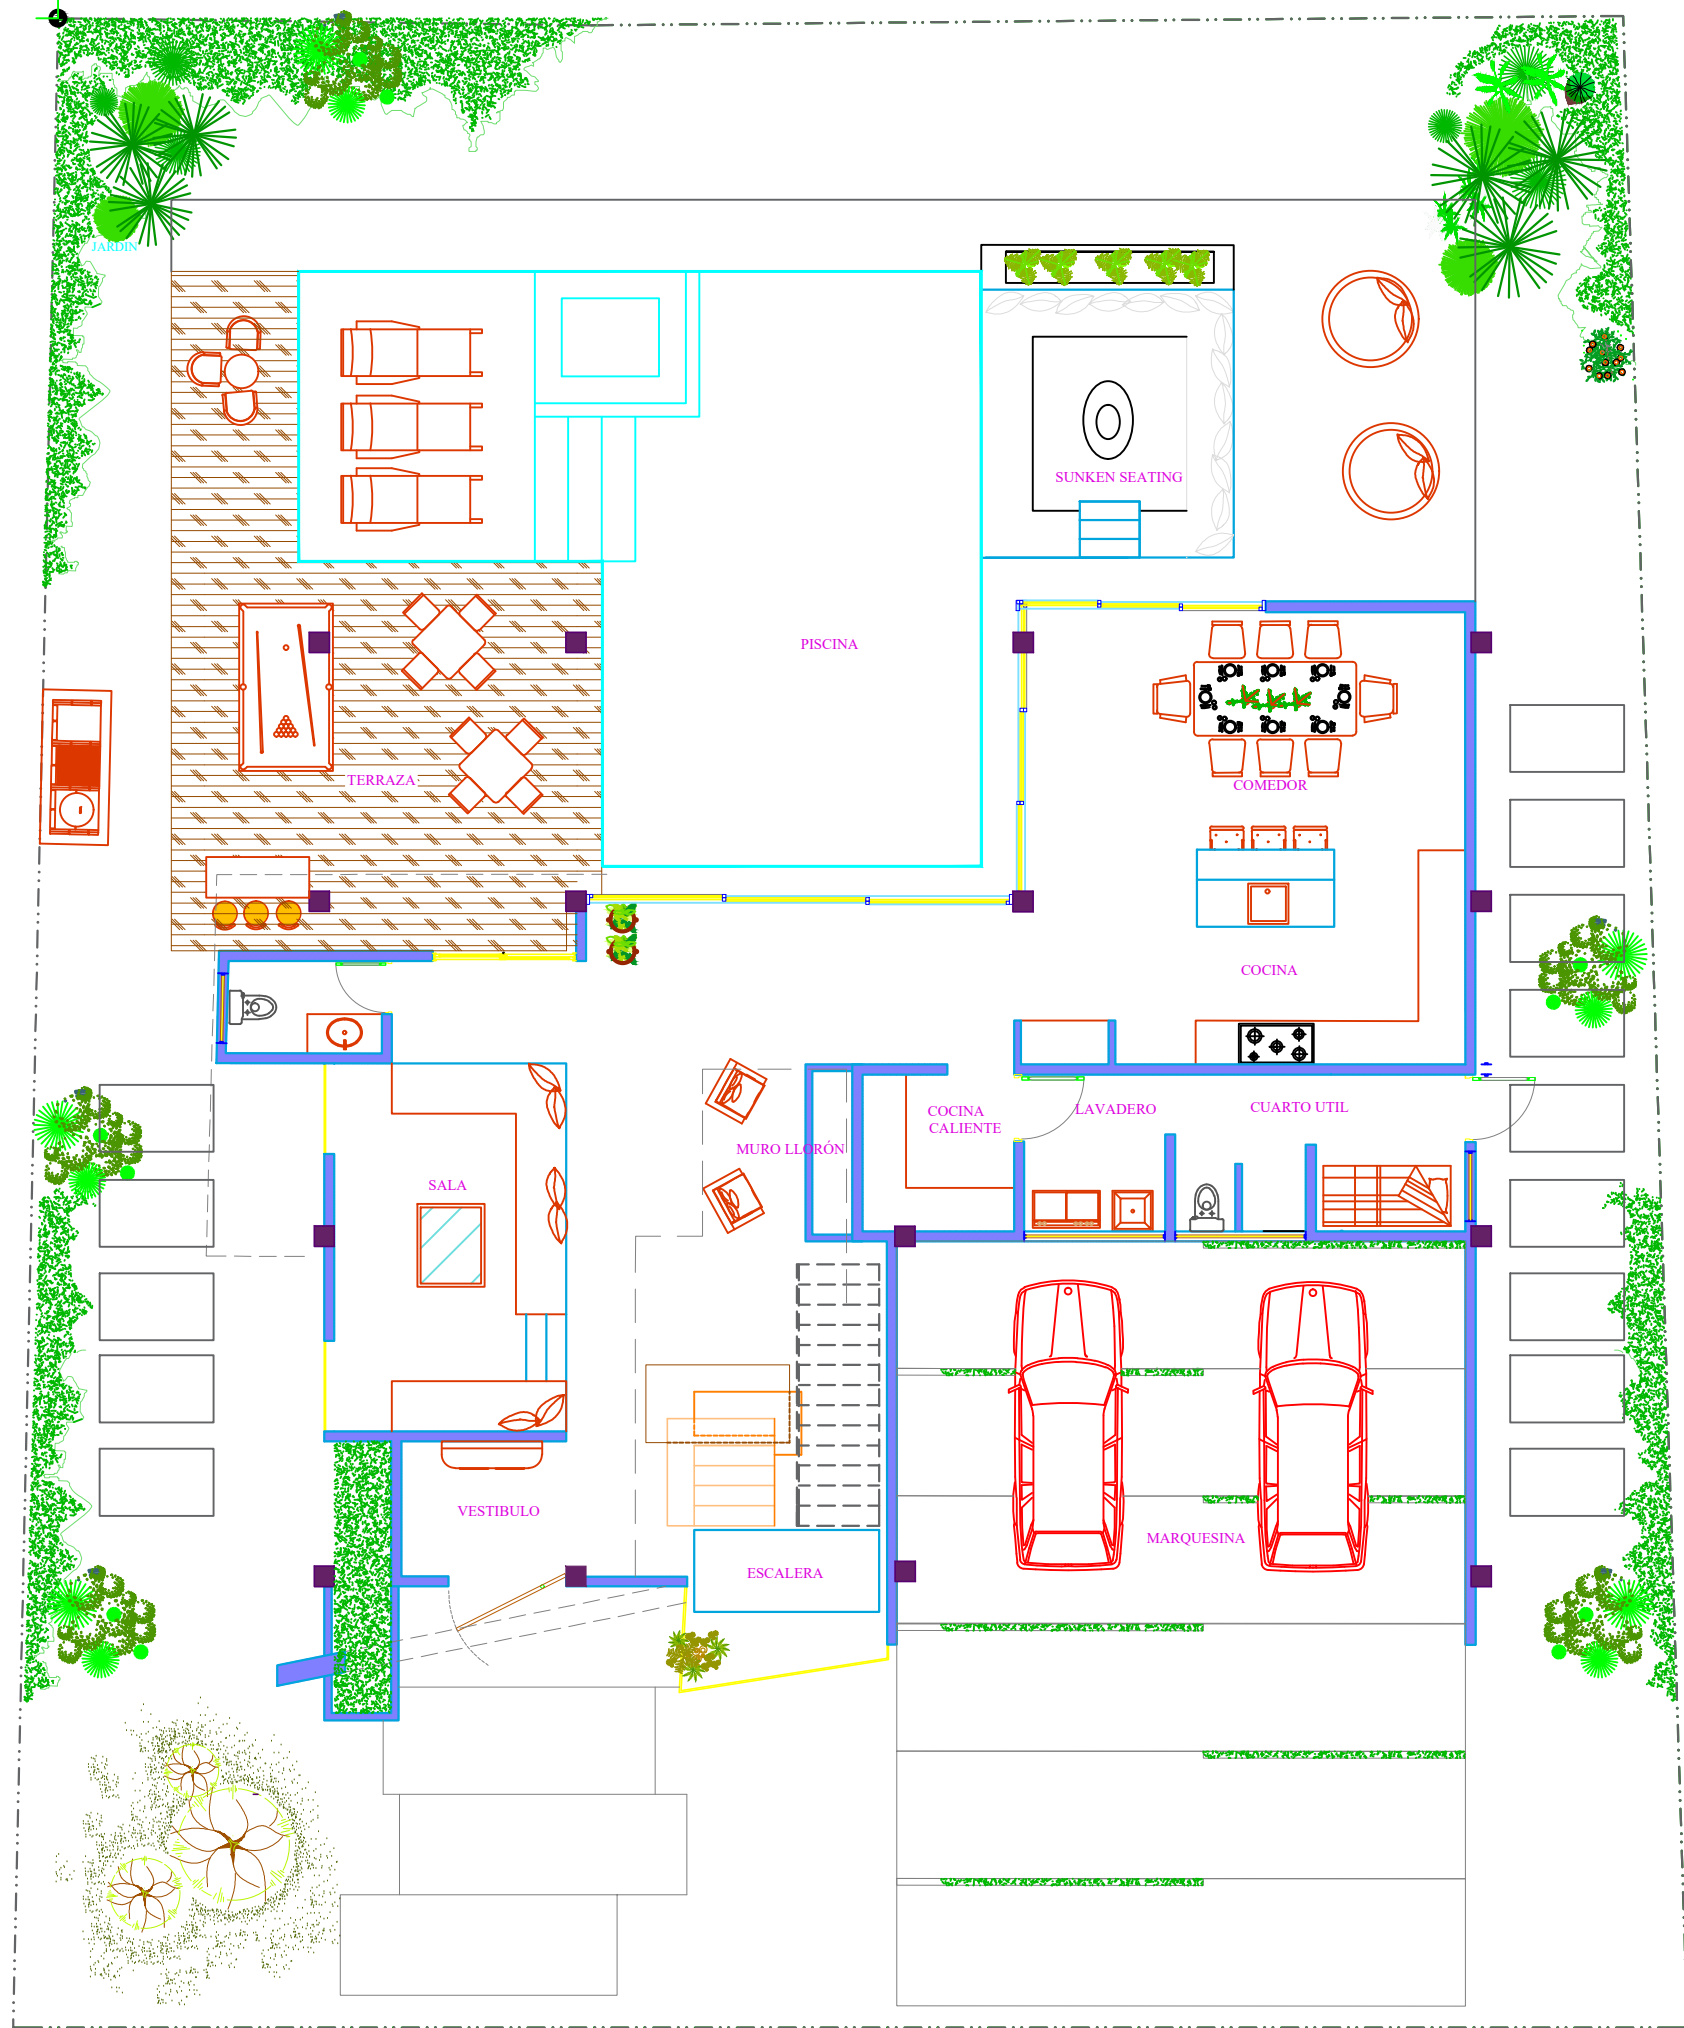 JARDIN
SUNKEN SEATING
PISCINA
TERRAZA
COMEDOR
COCINA
COCINA
CALIENTE
LAVADERO
CUARTO UTIL
MURO LLORÓN
SALA
VESTIBULO
MARQUESINA
ESCALERA